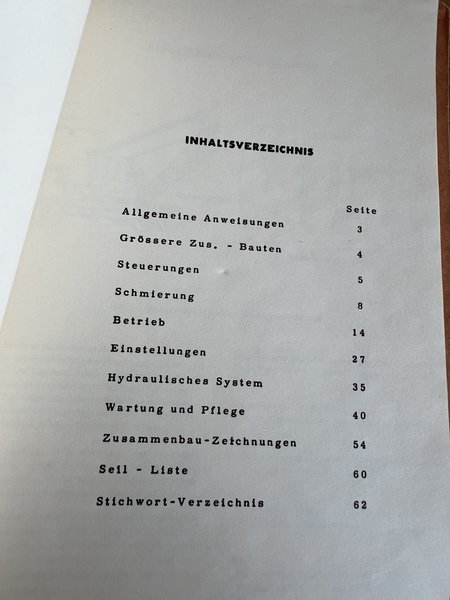 INHALTSVERZEICHNIS
Seite
Allgemeine Anweisungen 3
Grössere Zus. - Bauten 4
Steuerungen 5
Schmierung 8
Betrieb 14
Einstellungen 27
Hydraulisches System 35
Wartung und Pflege 40
Zusammenbau-Zeichnungen 54
Seil - Liste 60
Stichwort-Verzeichnis 62